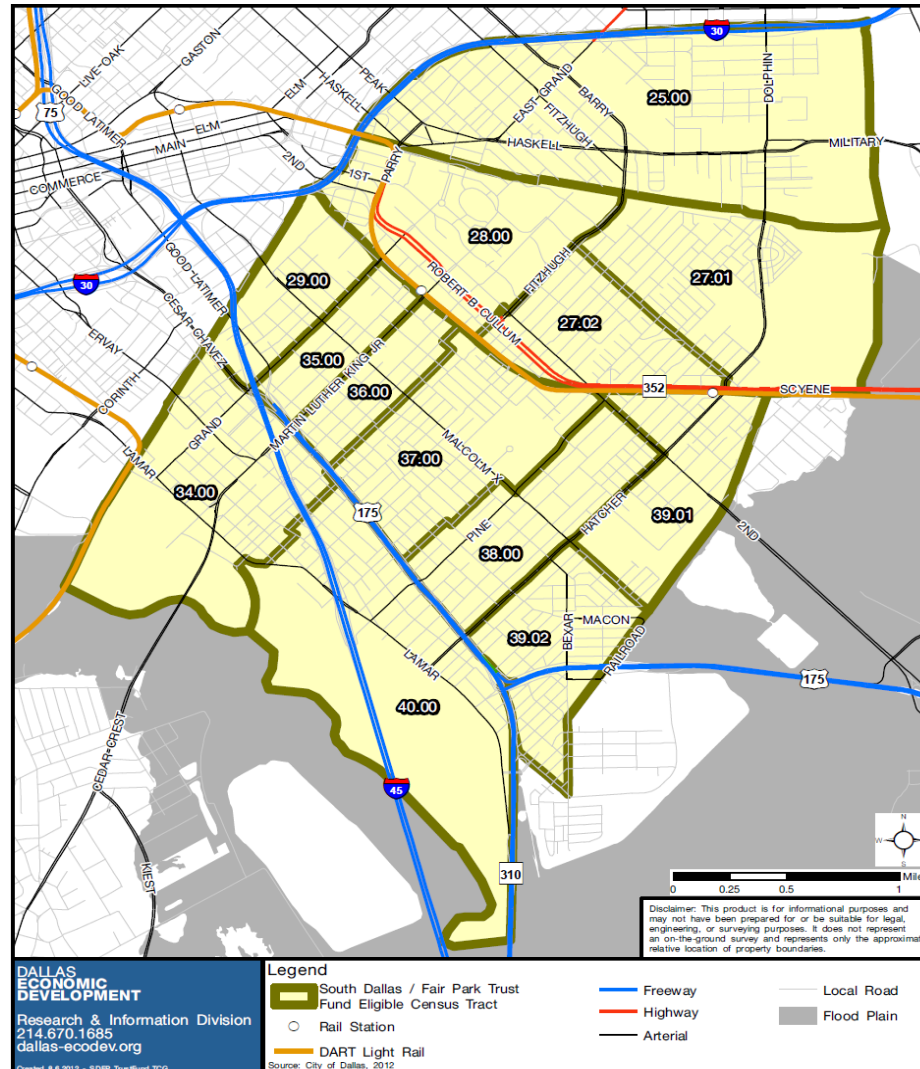 30
LIVE OAK
GASTON
GOOD LATIMER
75
ELM
HASKELL
PEAK
EAST GRAND
BARRY
FITZHUGH
DOLPHIN
25.00
ELM
MAIN
HASKELL
MILITARY
COMMERCE
2ND
1ST
PARRY
28.00
GOOD LATIMER
30
29.00
CESAR CHAVEZ
ROBERT B CULLUM
FITZHUGH
27.01
27.02
ERVAY
35.00
MARTIN LUTHER KING JR
352
SCYENE
CORINTH
36.00
GRAND
LAMAR
37.00
MALCOLM X
34.00
175
PINE
HATCHER
39.01
2ND
38.00
BEXAR
MACON
39.02
RAILROAD
LAMAR
175
40.00
CEDAR CREST
45
KIEST
310
N
W
S
Mile
0 0.25 0.5 1
Disclaimer: This product is for informational purposes and
may not have been prepared for or be suitable for legal,
engineering, or surveying purposes. It does not represent
an on-the-ground survey and represents only the approximat
relative location of property boundaries.
DALLAS
ECONOMIC
DEVELOPMENT
Research & Information Division
214.670.1685
dallas-ecodev.org
Legend
South Dallas / Fair Park Trust
Fund Eligible Census Tract
Rail Station
DART Light Rail
Source: City of Dallas, 2012
Freeway
Highway
Arterial
Local Road
Flood Plain